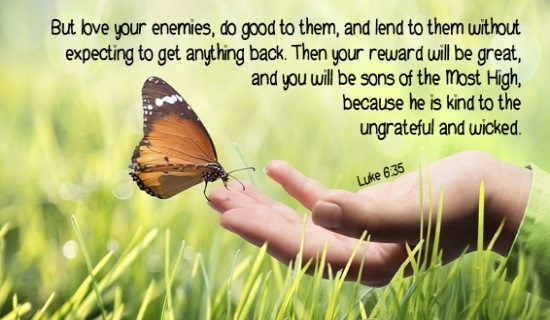 But love your enemies, do good to them, and lend to them without
expecting to get anything back. Then your reward will be great,
and you will be sons of the Most High,
because he is kind to the
ungrateful and wicked.
Luke 6:35